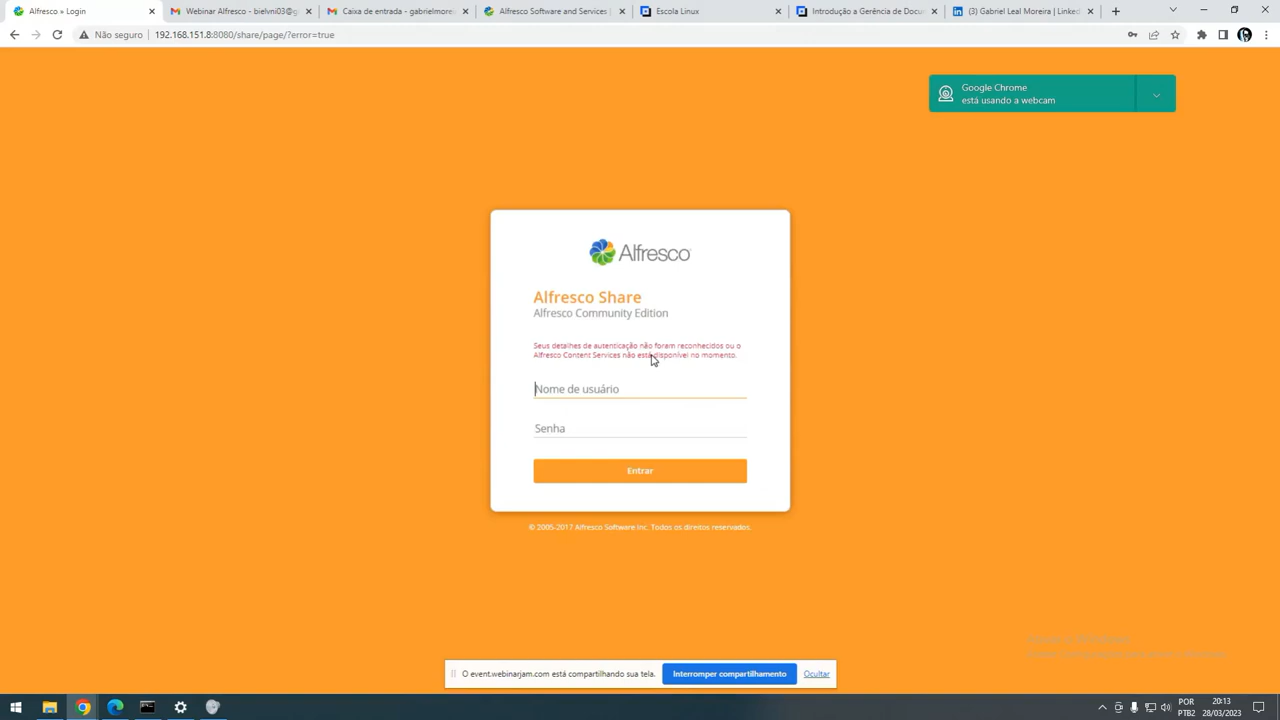 Alfresco » Login
Webinar Alfresco - bielvni03@g
Caixa de entrada - gabrielmore
Alfresco Software and Services |
Escola Linux
Introdução a Gerência de Docu
(3) Gabriel Leal Moreira | Linked
Não seguro
192.168.151.8:8080/share/page/?error=true
Google Chrome
está usando a webcam
Alfresco
Alfresco Share
Alfresco Community Edition
Seus detalhes de autenticação não foram reconhecidos ou o
Alfresco Content Services não está disponível no momento.
Nome de usuário
Senha
Entrar
© 2005-2017 Alfresco Software Inc. Todos os direitos reservados.
O event.webinarjam.com está compartilhando sua tela.
Interromper compartilhamento
Ocultar
POR
PTB2
20:13
28/03/2023